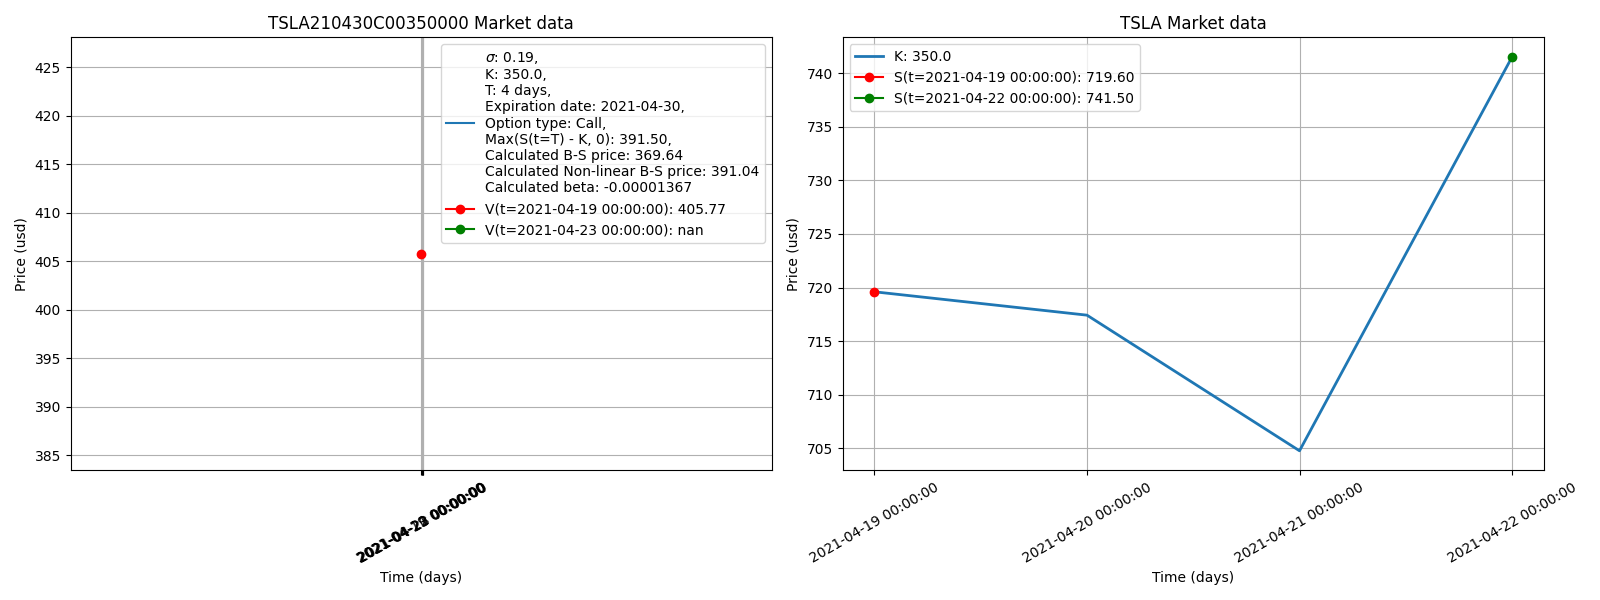 TSLA210430C00350000 Market data
Price (usd)
425
420
415
410
405
400
395
390
385
σ: 0.19,
K: 350.0,
T: 4 days,
Expiration date: 2021-04-30,
Option type: Call,
Max(S(t=T) - K, 0): 391.50,
Calculated B-S price: 369.64
Calculated Non-linear B-S price: 391.04
Calculated beta: -0.00001367
V(t=2021-04-19 00:00:00): 405.77
V(t=2021-04-23 00:00:00): nan
Time (days)
TSLA Market data
Price (usd)
740
735
730
725
720
715
710
705
K: 350.0
S(t=2021-04-19 00:00:00): 719.60
S(t=2021-04-22 00:00:00): 741.50
2021-04-19 00:00:00
2021-04-20 00:00:00
2021-04-21 00:00:00
2021-04-22 00:00:00
Time (days)